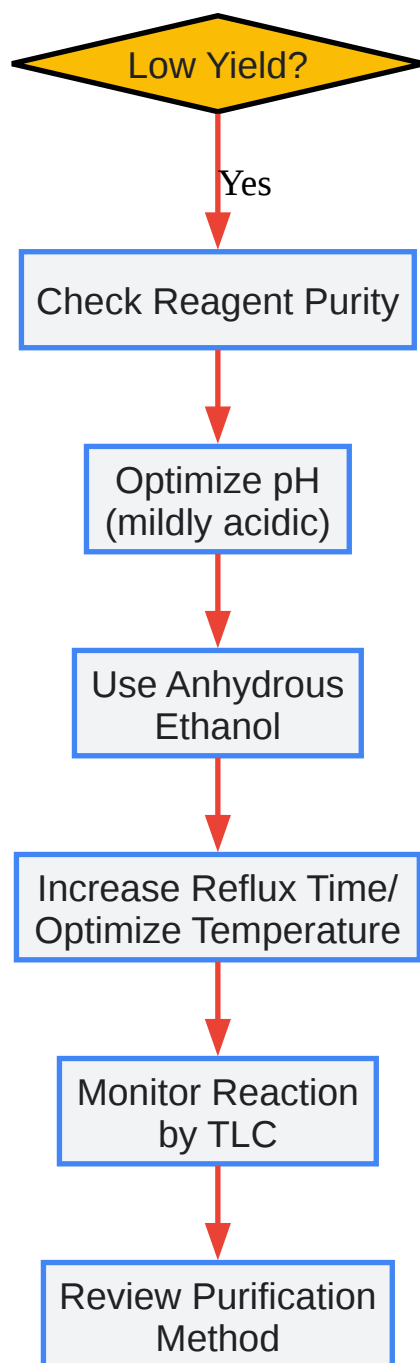 Low Yield?
Yes
Check Reagent Purity
Optimize pH
(mildly acidic)
Use Anhydrous
Ethanol
Increase Reflux Time/
Optimize Temperature
Monitor Reaction
by TLC
Review Purification
Method